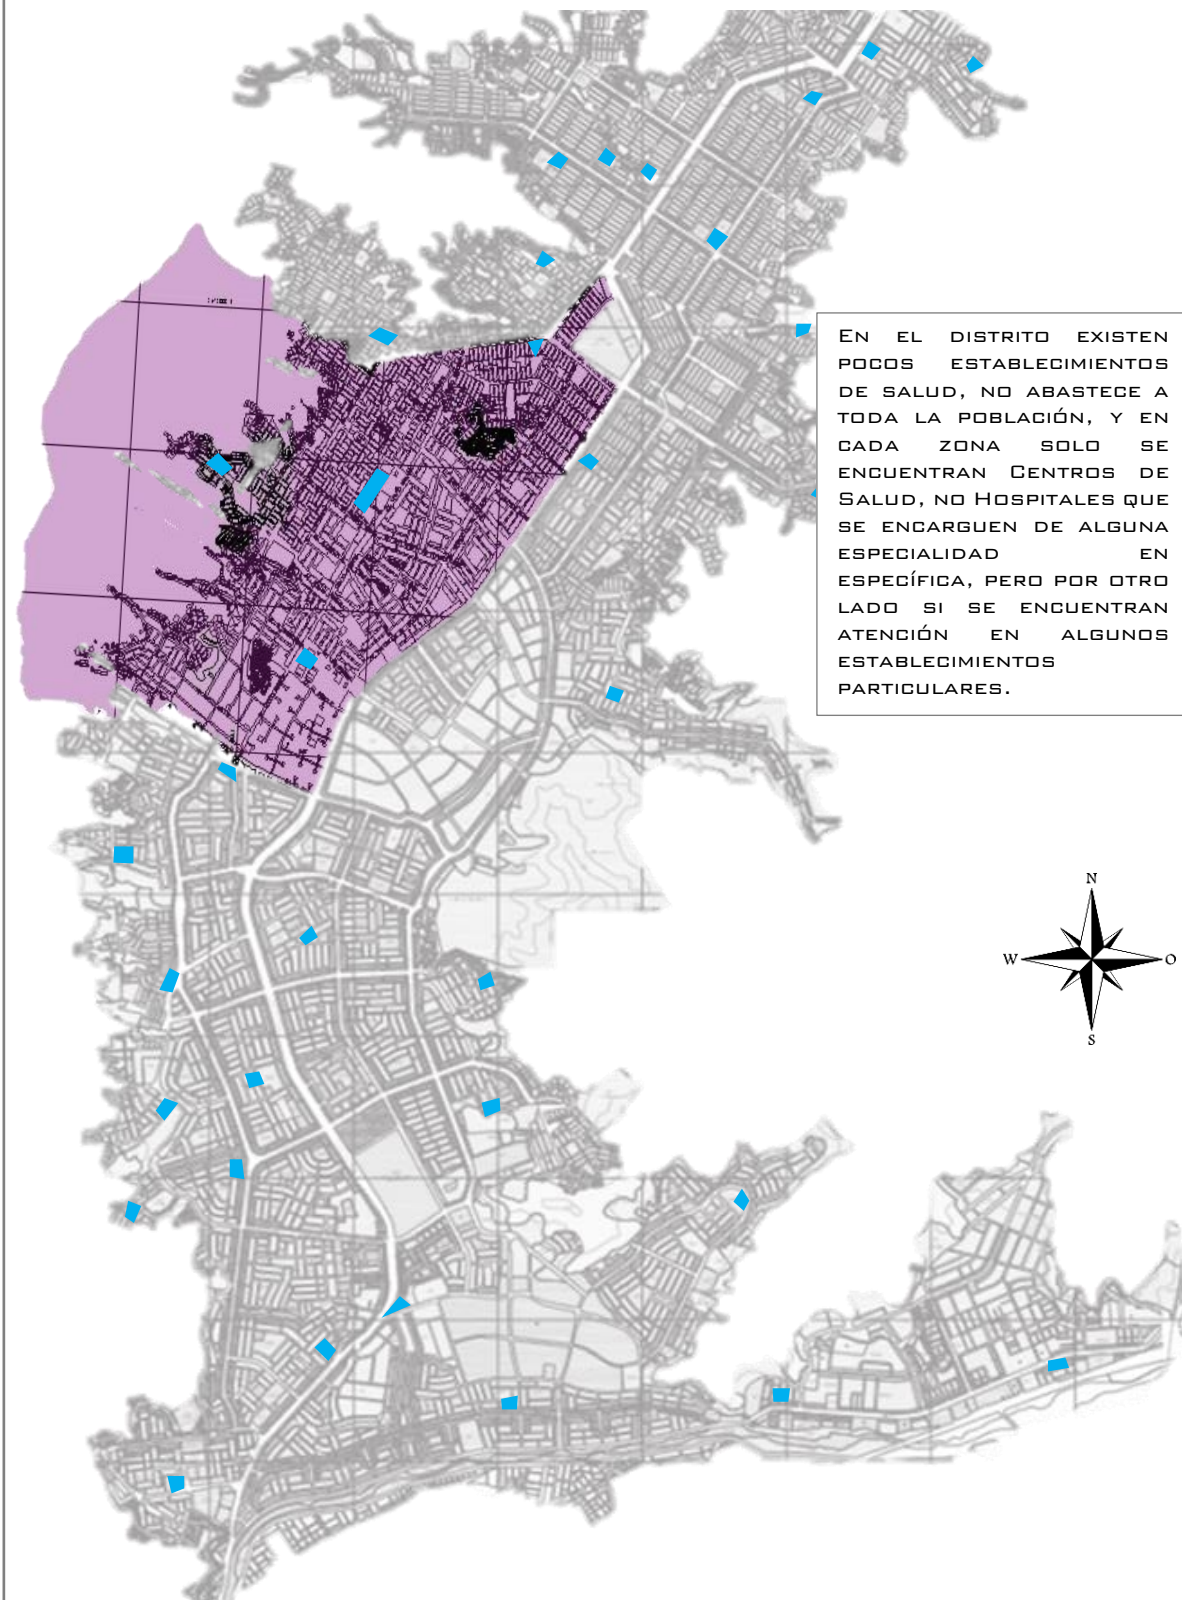 EN EL DISTRITO EXISTEN
POCOS ESTABLECIMIENTOS
DE SALUD, NO ABASTECE A
TODA LA POBLACIÓN, Y EN
CADA ZONA SOLO SE
ENCUENTRAN CENTROS DE
SALUD, NO HOSPITALES QUE
SE ENCARGUEN DE ALGUNA
ESPECIALIDAD EN
ESPECÍFICA, PERO POR OTRO
LADO SI SE ENCUENTRAN
ATENCIÓN EN ALGUNOS
ESTABLECIMIENTOS
PARTICULARES.
N
W O
S